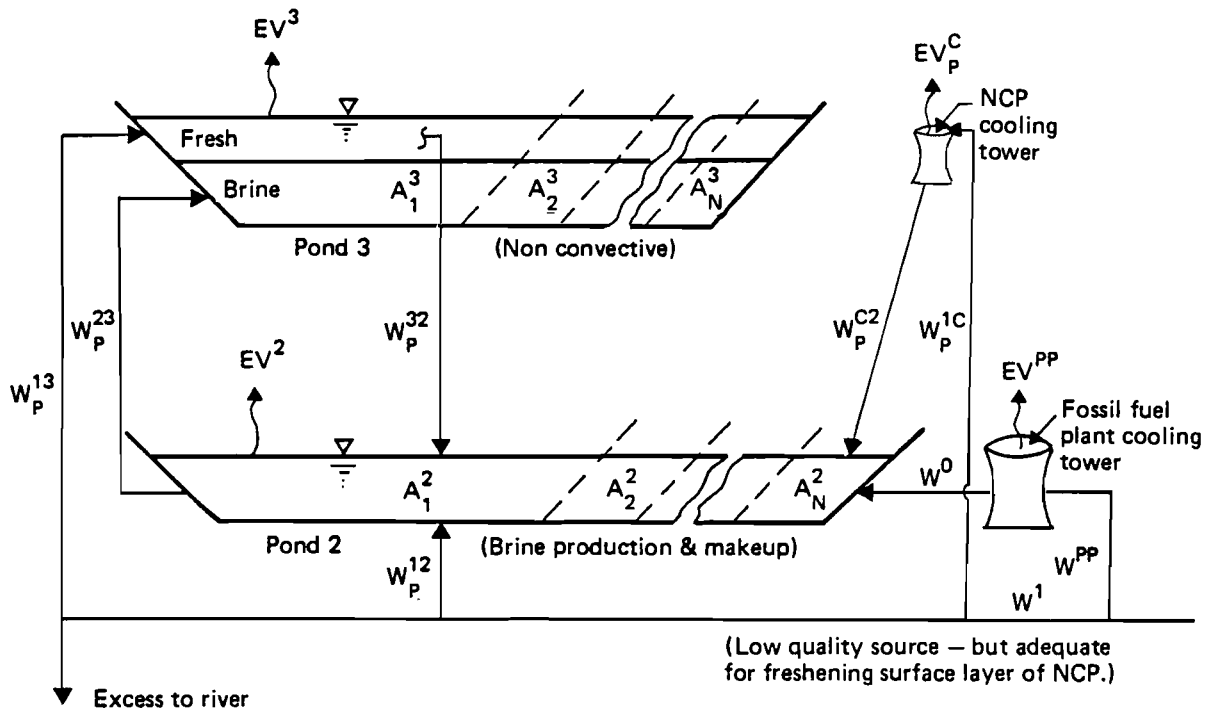 EV^3
EV_P^C
NCP
cooling
tower
Fresh
Brine
A_1^3
A_2^3
A_N^3
Pond 3
(Non convective)
W_P^13
W_P^23
W_P^32
W_P^C2
W_P^1C
EV^2
EV^PP
Fossil fuel
plant cooling
tower
W^0
A_1^2
A_2^2
A_N^2
Pond 2
(Brine production & makeup)
W_P^12
W^PP
W^1
(Low quality source – but adequate
for freshening surface layer of NCP.)
Excess to river